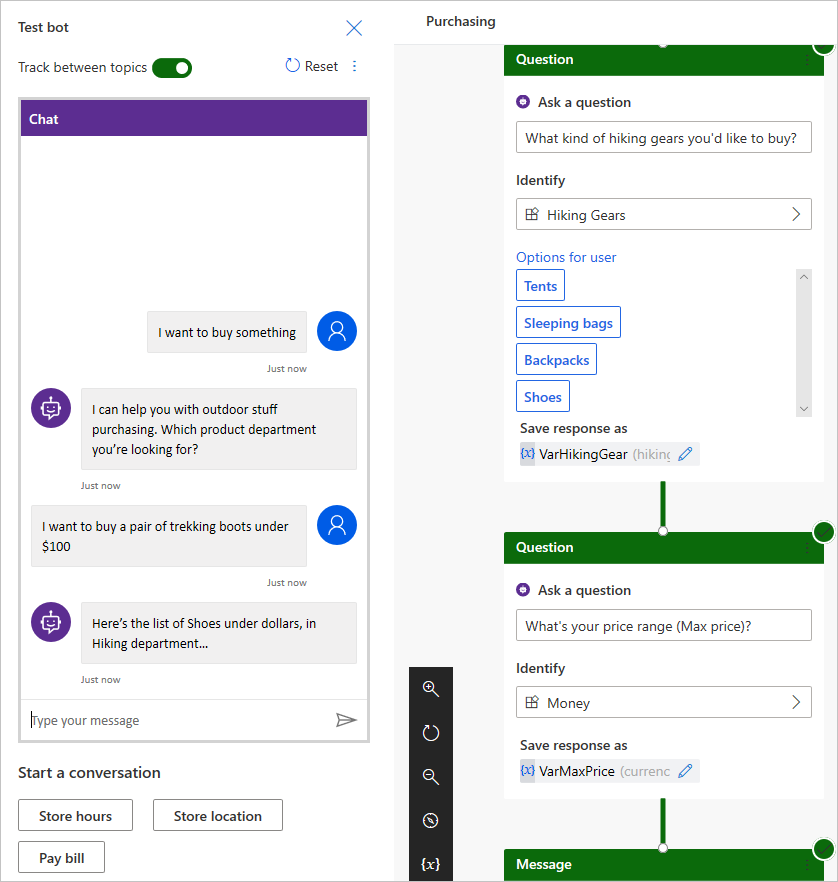 Test bot
Track between topics
Reset
Chat
I want to buy something
Just now
I can help you with outdoor stuff
purchasing. Which product department
you’re looking for?
Just now
I want to buy a pair of trekking boots under
$100
Just now
Here’s the list of Shoes under dollars, in
Hiking department...
Just now
Type your message
Start a conversation
Store hours
Store location
Pay bill
Purchasing
Question
Ask a question
What kind of hiking gears you'd like to buy?
Identify
Hiking Gears
Options for user
Tents
Sleeping bags
Backpacks
Shoes
Save response as
{x} VarHikingGear (hiking
Question
Ask a question
What's your price range (Max price)?
Identify
Money
Save response as
{x} VarMaxPrice (currenc
{x}
Message